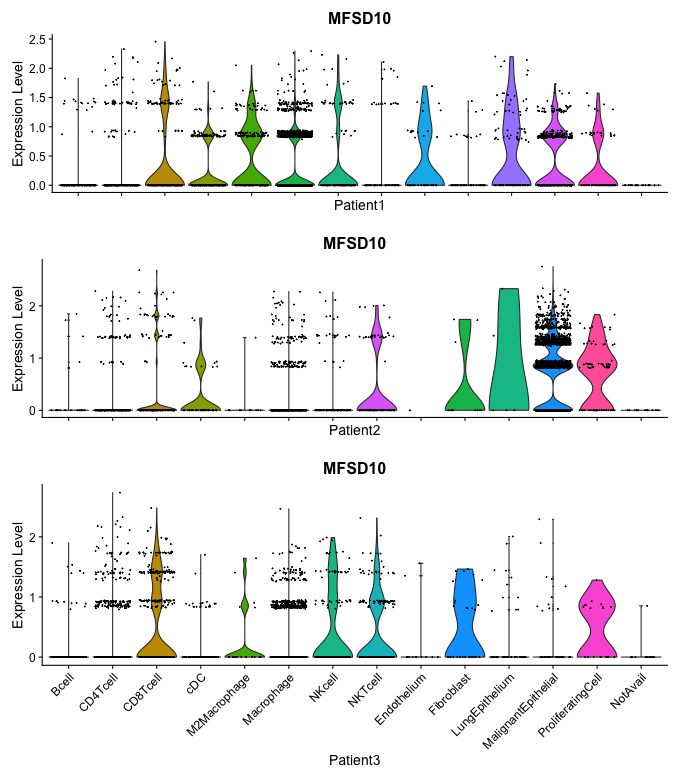 MFSD10
Expression Level
2.5
2.0
1.5
1.0
0.5
0.0
Patient1
MFSD10
Expression Level
2
1
0
Patient2
MFSD10
Expression Level
2
1
0
Bcell
CD4Tcell
CD8Tcell
cDC
M2Macrophage
Macrophage
NKcell
NKTcell
Endothelium
Fibroblast
LungEpithelium
MalignantEpithelial
ProliferatingCell
NotAvail
Patient3